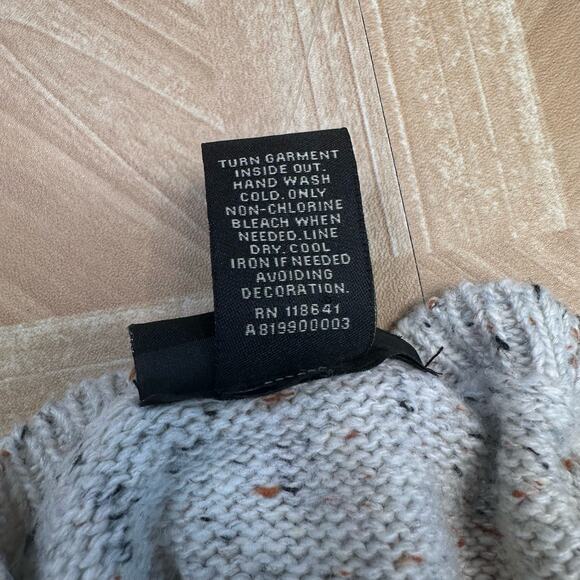 TURN GARMENT
INSIDE OUT.
HAND WASH
COLD. ONLY
NON-CHLORINE
BLEACH WHEN
NEEDED. LINE
DRY. COOL
IRON IF NEEDED
AVOIDING
DECORATION.
RN 118641
A819900003